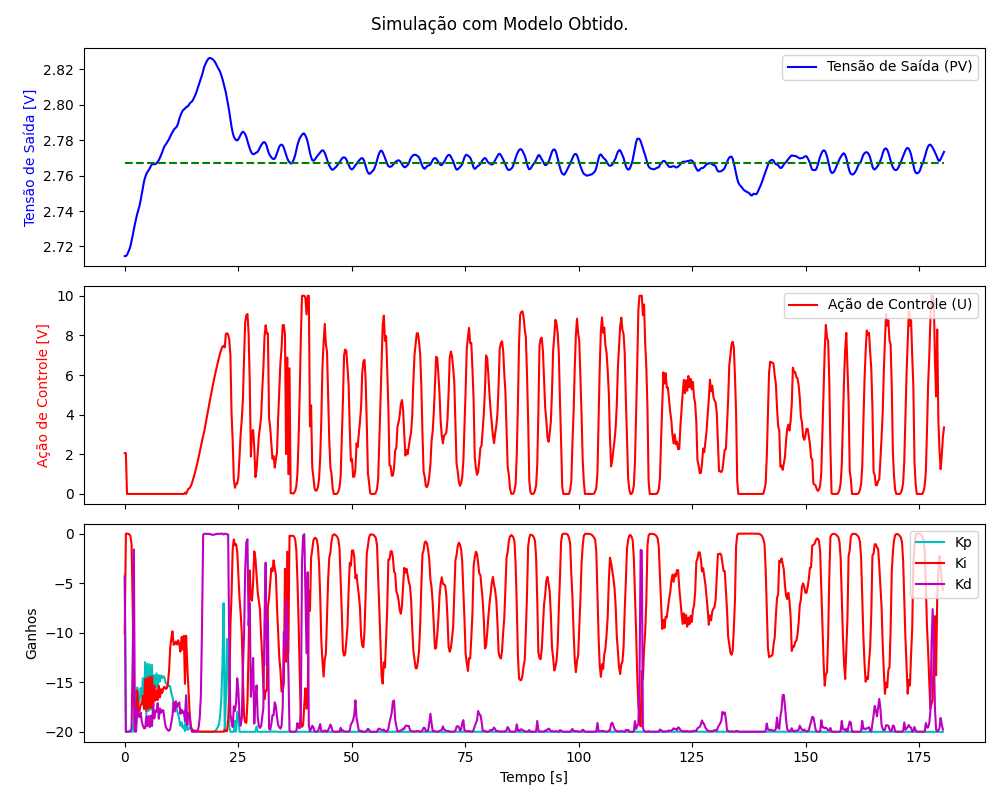 Simulação com Modelo Obtido.
Tensão de Saída [V]
2.82
2.80
2.78
2.76
2.74
2.72
Tensão de Saída (PV)
Ação de Controle [V]
10
8
6
4
2
0
Ação de Controle (U)
Ganhos
0
−5
−10
−15
−20
Kp
Ki
Kd
0
25
50
75
100
125
150
175
Tempo [s]